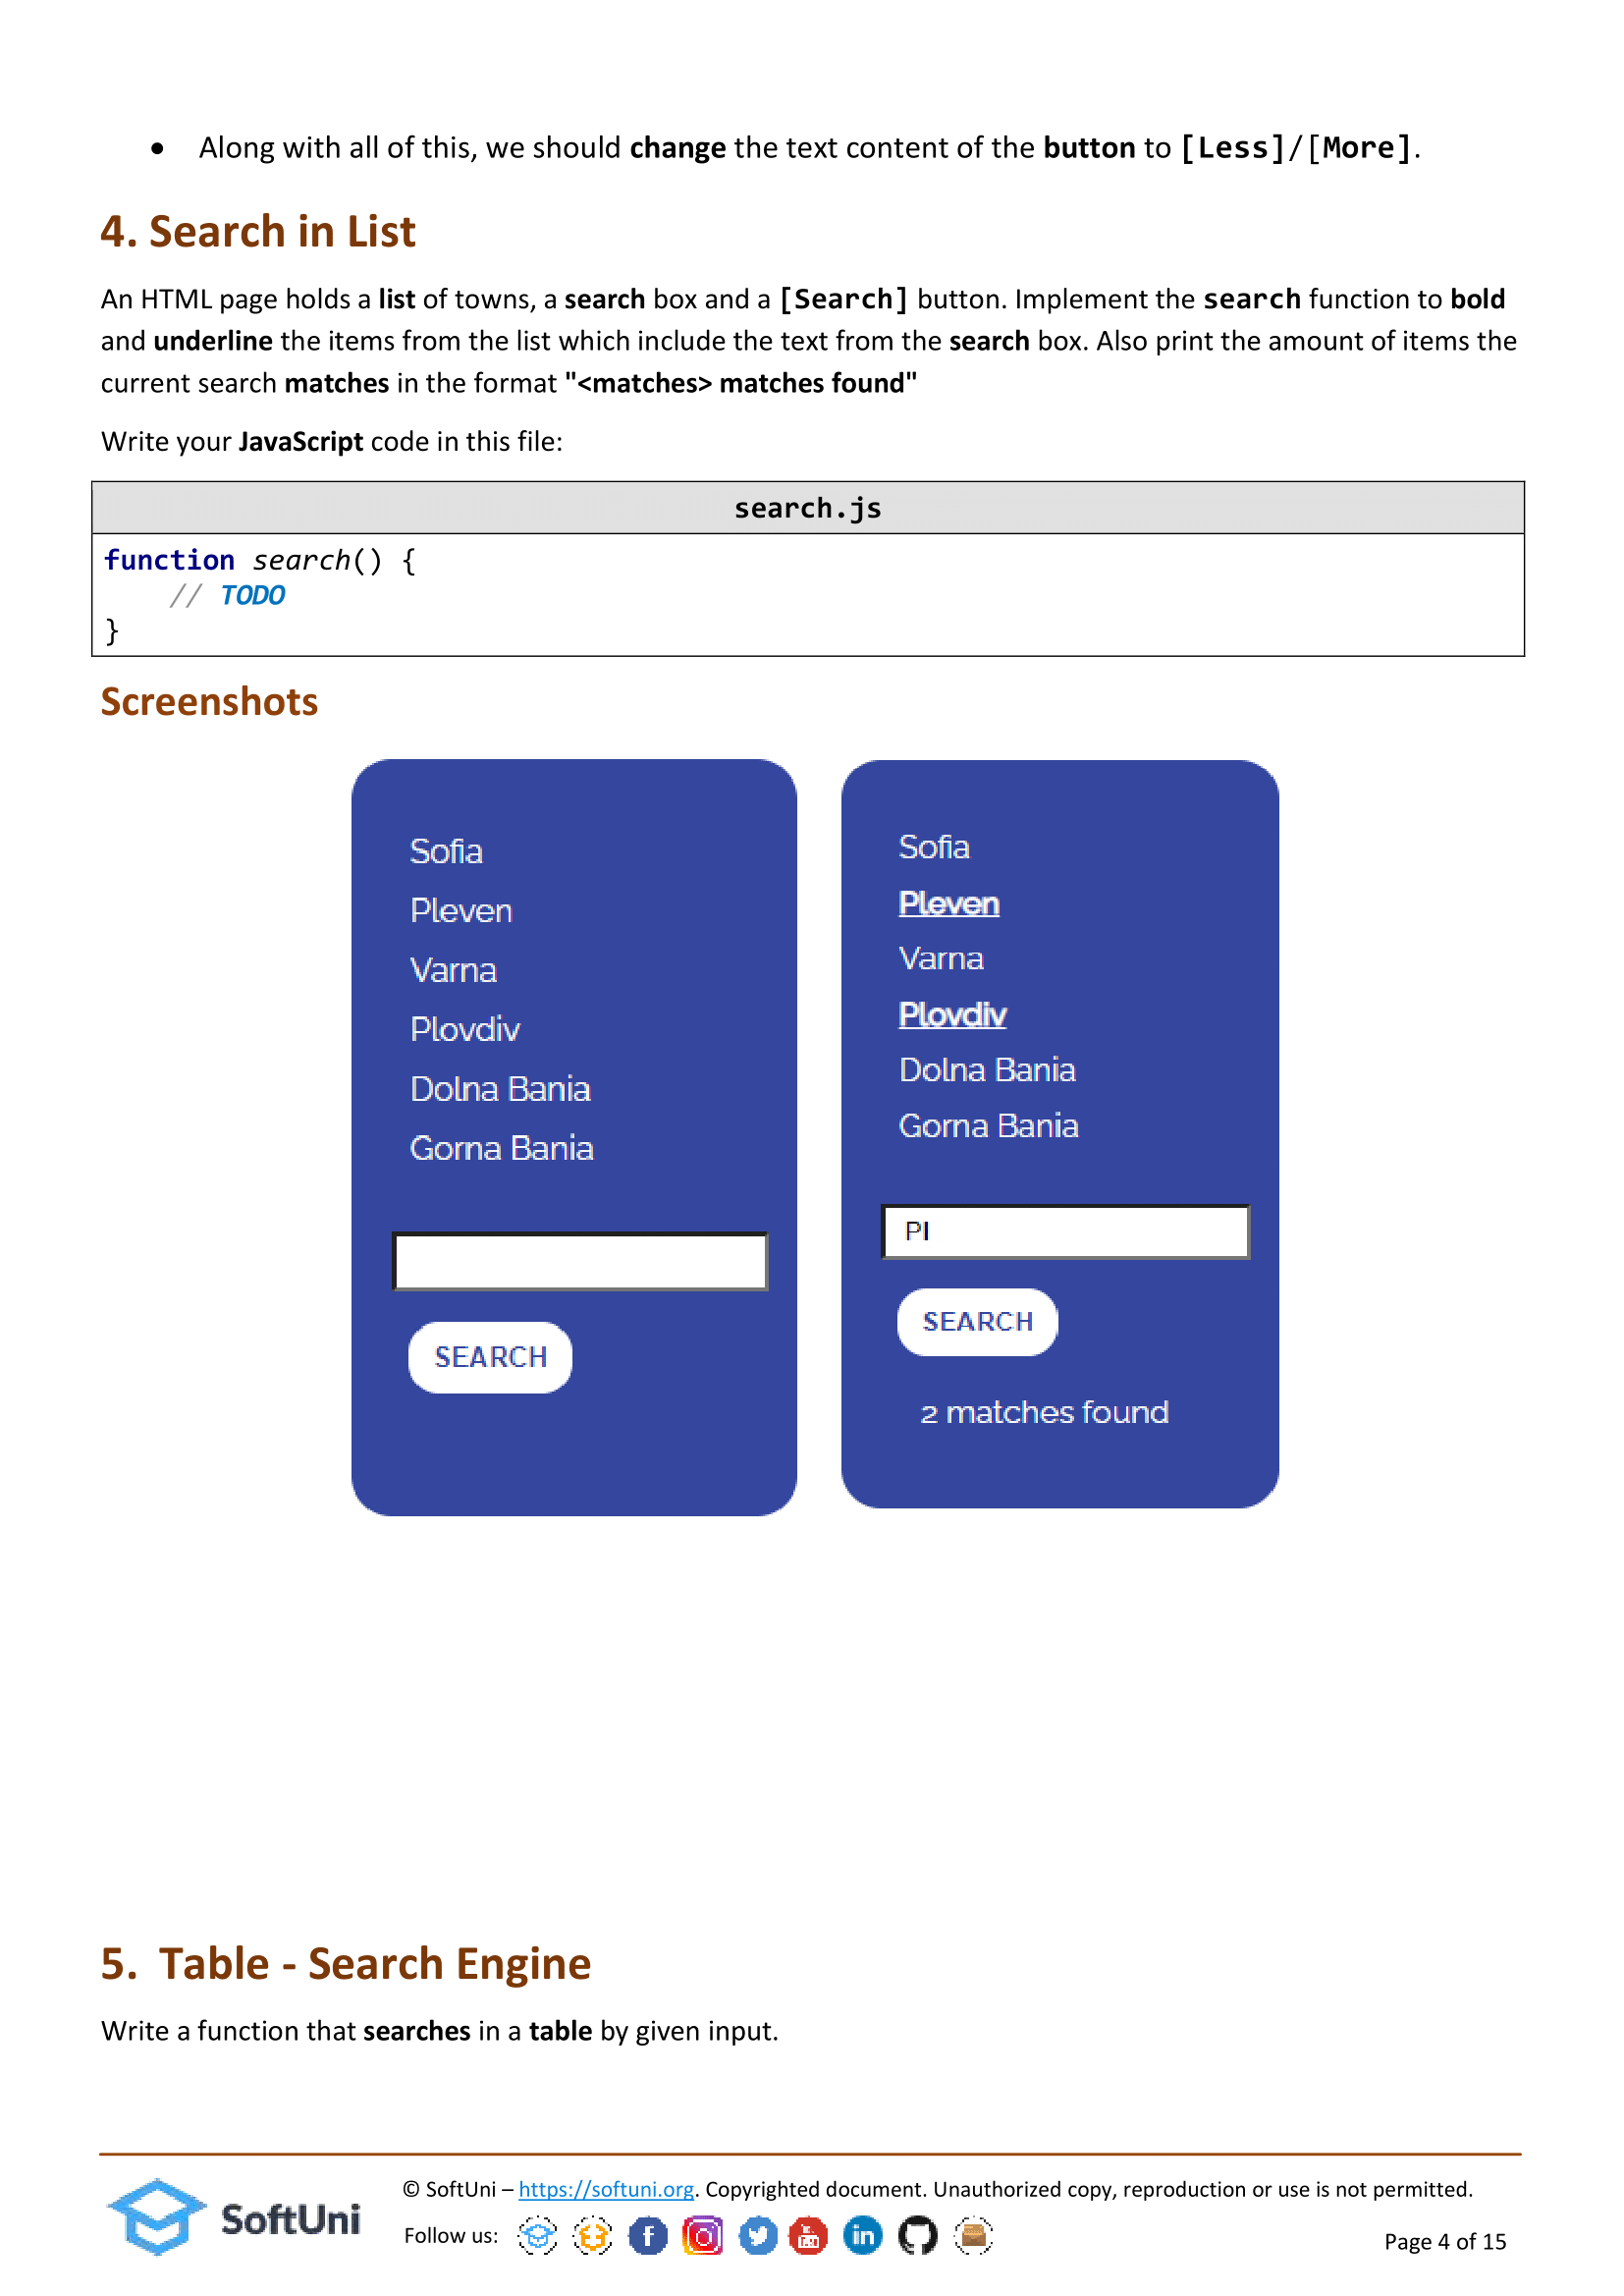 • Along with all of this, we should change the text content of the button to [Less]/[More].
4. Search in List
An HTML page holds a list of towns, a search box and a [Search] button. Implement the search function to bold
and underline the items from the list which include the text from the search box. Also print the amount of items the
current search matches in the format "<matches> matches found"
Write your JavaScript code in this file:
search.js
function search() {
    // TODO
}
Screenshots
Sofia
Pleven
Varna
Plovdiv
Dolna Bania
Gorna Bania
SEARCH
Sofia
Pleven
Varna
Plovdiv
Dolna Bania
Gorna Bania
Pl
SEARCH
2 matches found
5. Table - Search Engine
Write a function that searches in a table by given input.
SoftUni
© SoftUni – https://softuni.org. Copyrighted document. Unauthorized copy, reproduction or use is not permitted.
Follow us:
Page 4 of 15